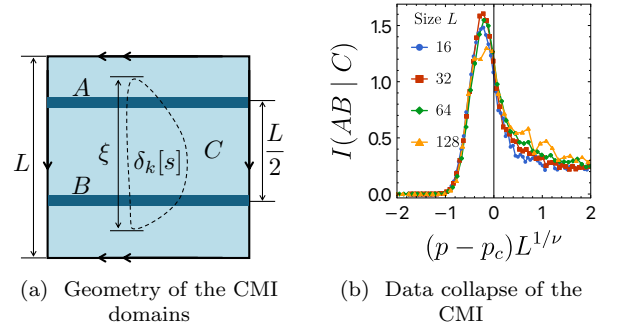 A
B
C
L
ξ
δ_k[s]
L/2
Size L
16
32
64
128
I(AB | C)
1.5
1.0
0.5
0.0
−2 −1 0 1 2
(p − p_c)L^{1/ν}
(a) Geometry of the CMI
domains
(b) Data collapse of the
CMI